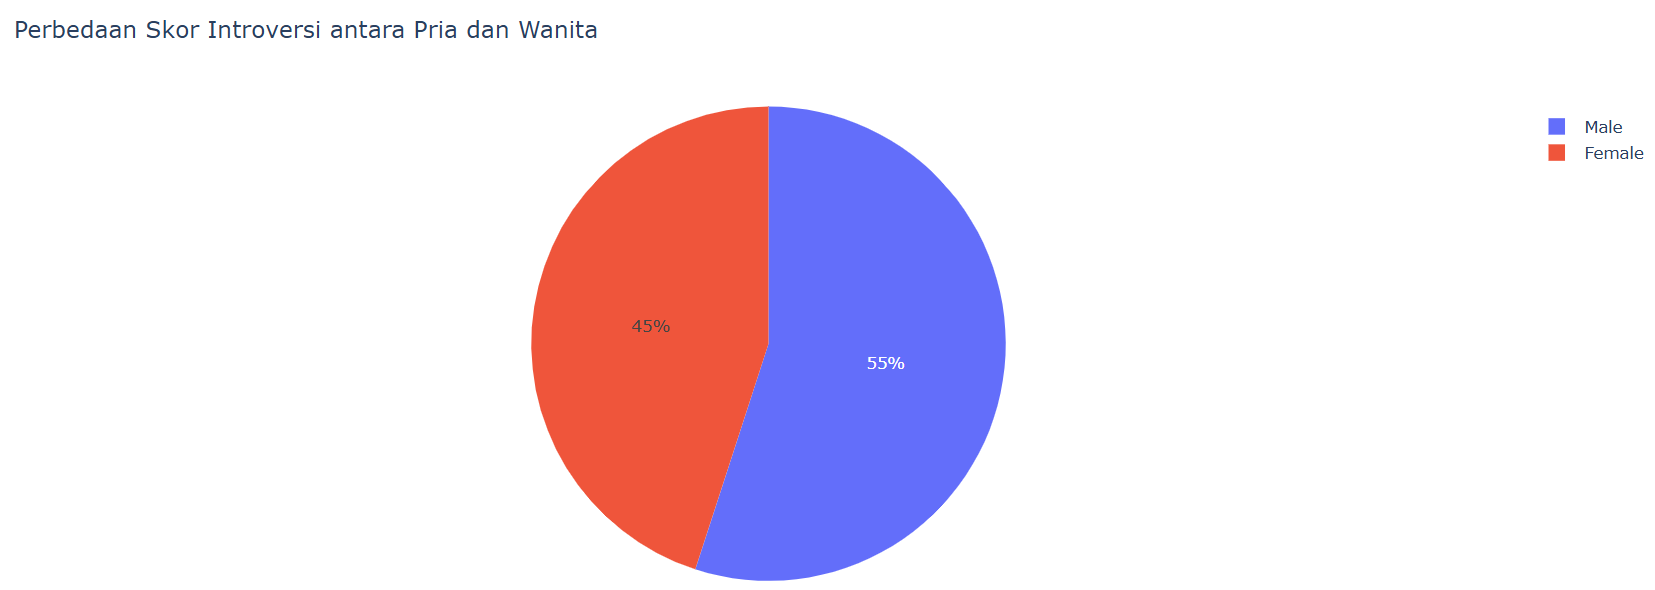 Perbedaan Skor Introversi antara Pria dan Wanita
Male
Female
45%
55%